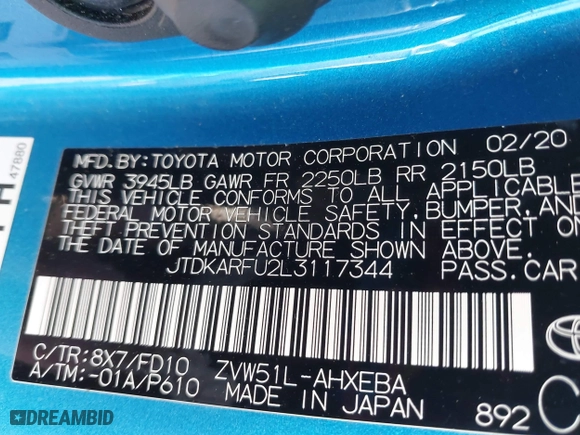 47880
MFD.BY:TOYOTA MOTOR CORPORATION 02/20
GVWR 3945LB GAWR FR 2250LB RR 2150LB
THIS VEHICLE CONFORMS TO ALL APPLICABLE
FEDERAL MOTOR VEHICLE SAFETY, BUMPER, AND
THEFT PREVENTION STANDARDS IN EFFECT ON
THE DATE OF MANUFACTURE SHOWN ABOVE.
JTDKARFU2L3117344 PASS.CAR
C/TR:8X7/FD10 ZVW51L-AHXEBA
A/TM:-01A/P610 MADE IN JAPAN 892
DREAMBID